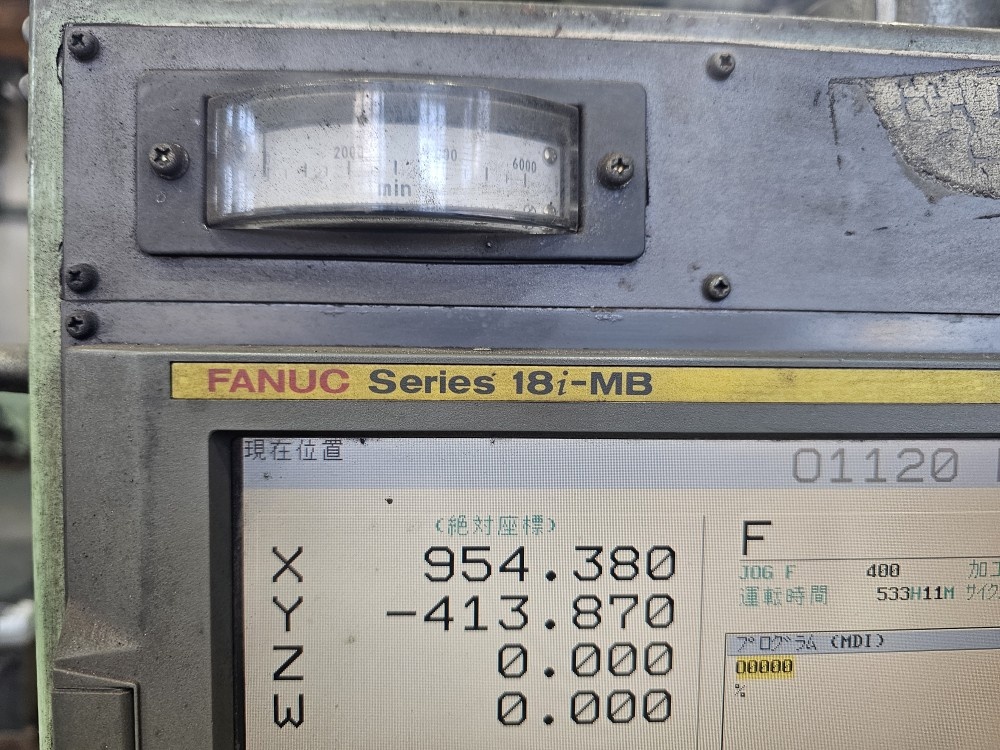 2000
6000
min
FANUC Series 18i-MB
現在位置
O1120
(絶対座標)
X 954.380
Y -413.870
Z 0.000
W 0.000
F
JOG F 400
運転時間 533H11M
プログラム (MDI)
O0000
%